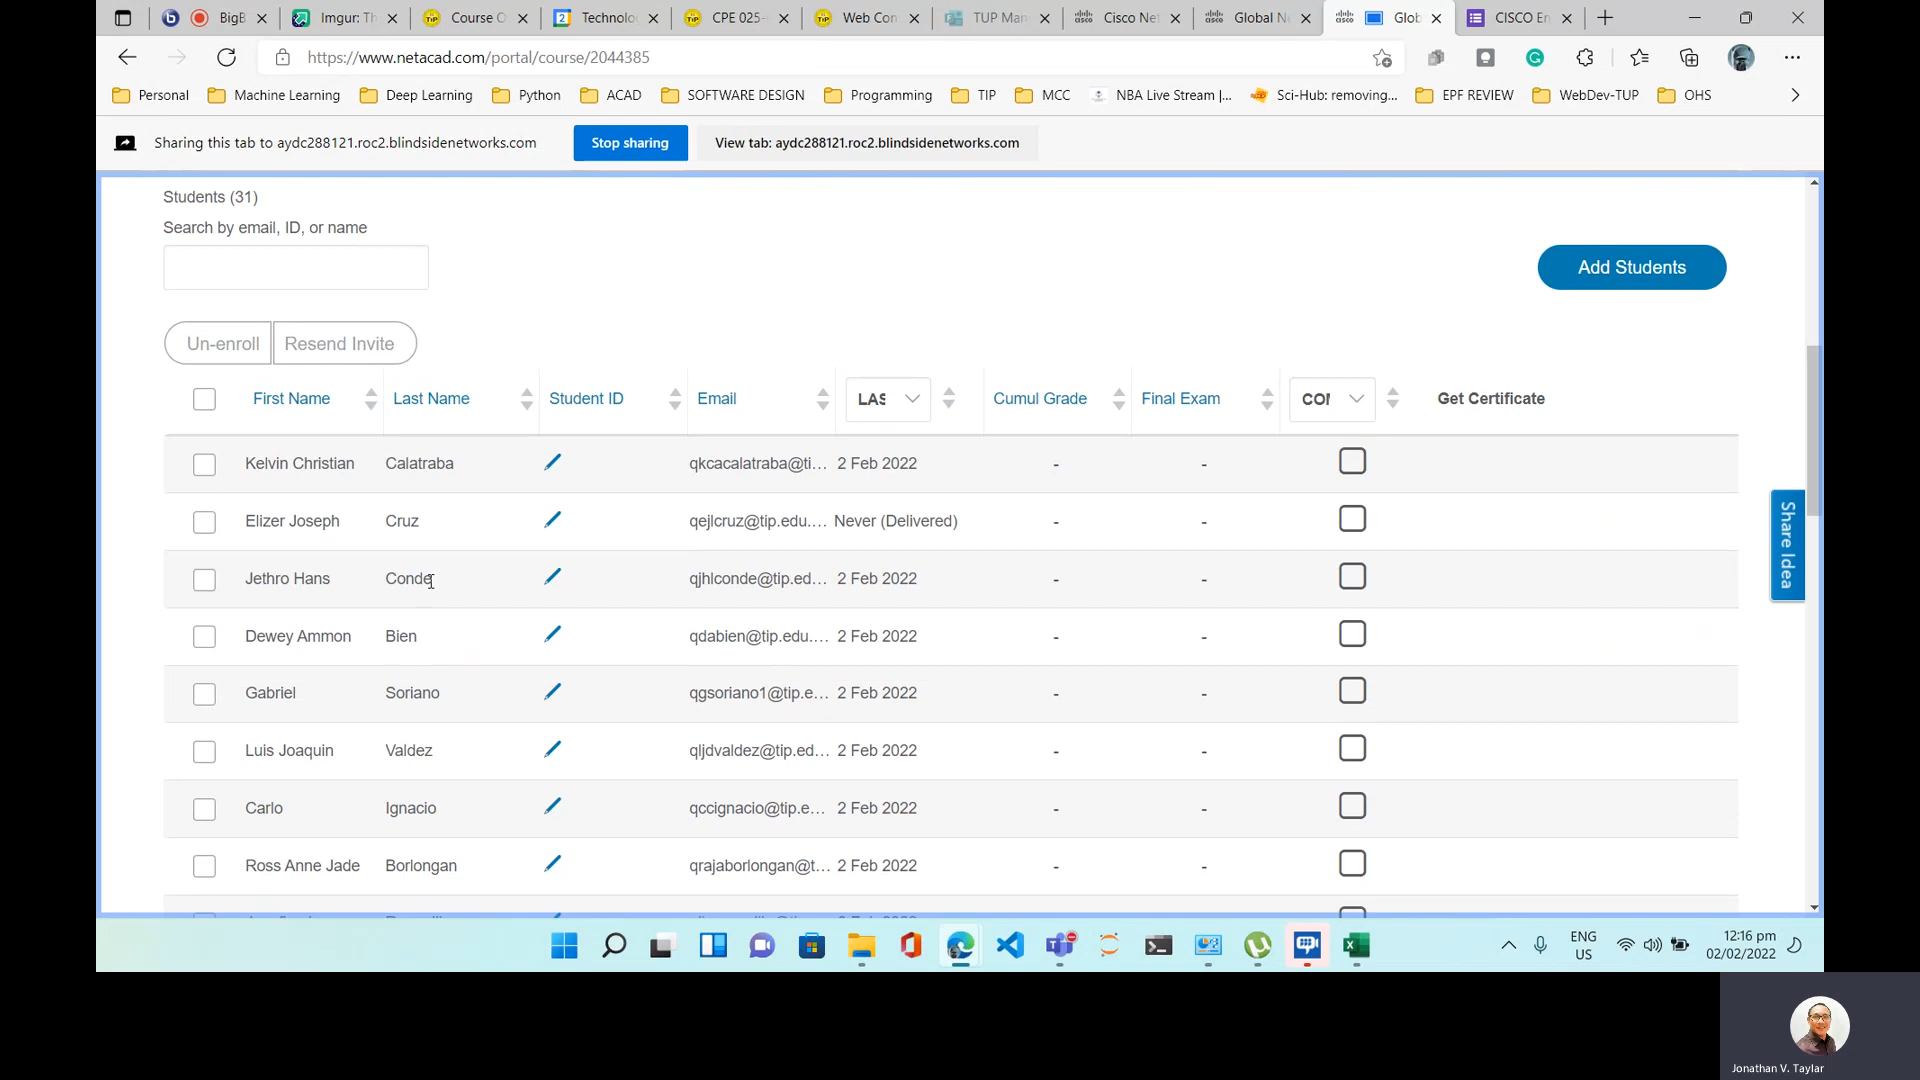 BigB
Imgur: Th
Course O
Technolo
CPE 025-
Web Con
TUP Man
Cisco Net
Global Ne
Glob
CISCO En
https://www.netacad.com/portal/course/2044385
Personal
Machine Learning
Deep Learning
Python
ACAD
SOFTWARE DESIGN
Programming
TIP
MCC
NBA Live Stream |...
Sci-Hub: removing...
EPF REVIEW
WebDev-TUP
OHS
Sharing this tab to aydc288121.roc2.blindsidenetworks.com
Stop sharing
View tab: aydc288121.roc2.blindsidenetworks.com
Students (31)
Search by email, ID, or name
Add Students
Un-enroll
Resend Invite
First Name Last Name Student ID Email LAS Cumul Grade Final Exam COI Get Certificate
Kelvin Christian Calatraba qkcacalatraba@ti... 2 Feb 2022 - -
Elizer Joseph Cruz qejlcruz@tip.edu.... Never (Delivered) - -
Jethro Hans Conde qjhlconde@tip.ed... 2 Feb 2022 - -
Dewey Ammon Bien qdabien@tip.edu.... 2 Feb 2022 - -
Gabriel Soriano qgsoriano1@tip.e... 2 Feb 2022 - -
Luis Joaquin Valdez qljdvaldez@tip.ed... 2 Feb 2022 - -
Carlo Ignacio qccignacio@tip.e... 2 Feb 2022 - -
Ross Anne Jade Borlongan qrajaborlongan@t... 2 Feb 2022 - -
Share Idea
ENG
US
12:16 pm
02/02/2022
Jonathan V. Taylar